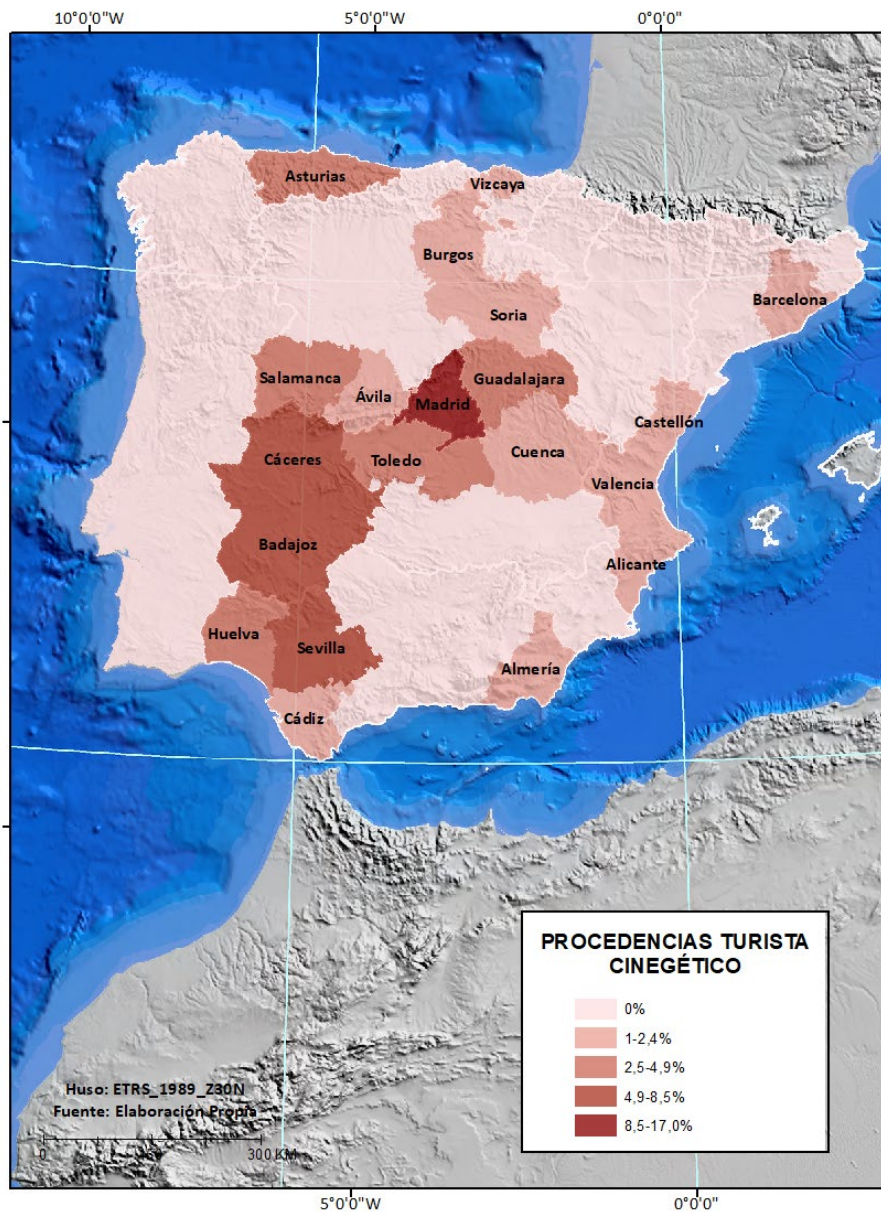 10°0'0"W 5°0'0"W 0°0'0"
Asturias
Vizcaya
Burgos
Barcelona
Soria
Salamanca
Guadalajara
Ávila
Madrid
Castellón
Cáceres
Toledo
Cuenca
Valencia
Badajoz
Alicante
Huelva
Sevilla
Almería
Cádiz
PROCEDENCIAS TURISTA
CINEGÉTICO
0%
1-2,4%
2,5-4,9%
4,9-8,5%
8,5-17,0%
Huso: ETRS_1989_Z30N
Fuente: Elaboración Propia
0 300 KM
5°0'0"W 0°0'0"